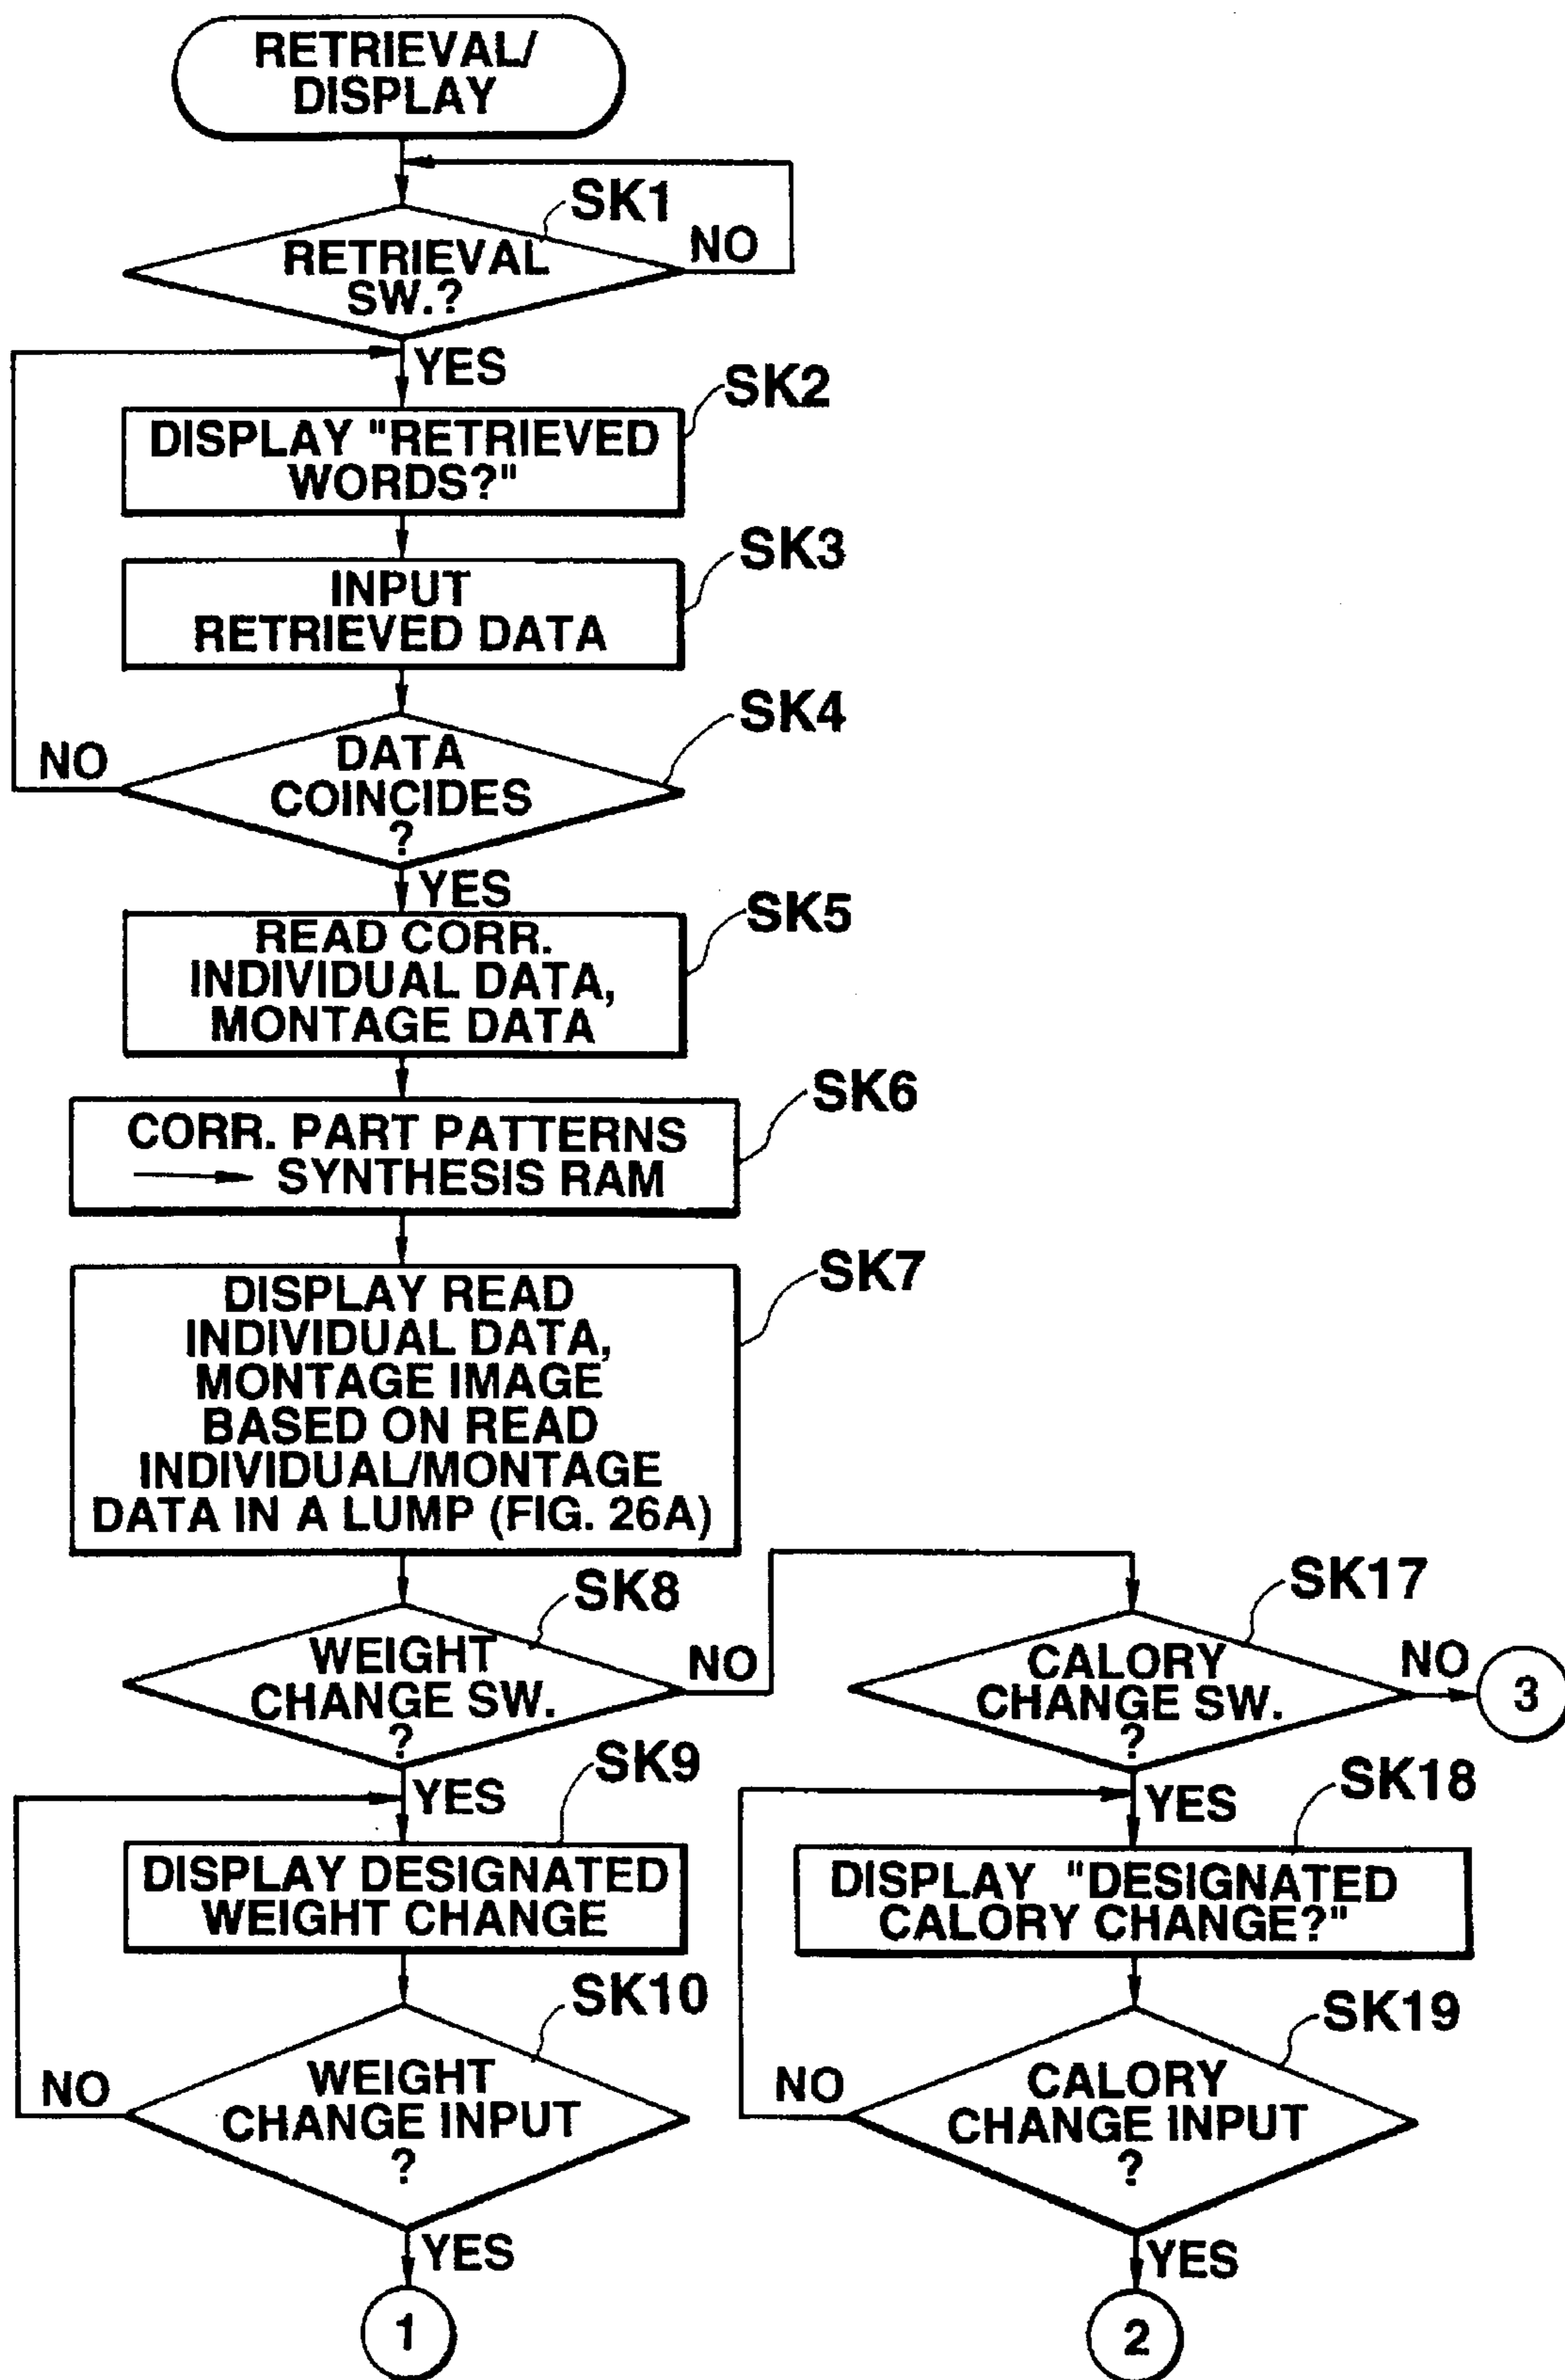 RETRIEVAL/
DISPLAY
SK1
RETRIEVAL
SW.?
NO
YES
SK2
DISPLAY "RETRIEVED
WORDS?"
SK3
INPUT
RETRIEVED DATA
SK4
DATA
COINCIDES
?
NO
YES
SK5
READ CORR.
INDIVIDUAL DATA,
MONTAGE DATA
SK6
CORR. PART PATTERNS
→ SYNTHESIS RAM
SK7
DISPLAY READ
INDIVIDUAL DATA,
MONTAGE IMAGE
BASED ON READ
INDIVIDUAL/MONTAGE
DATA IN A LUMP (FIG. 26A)
SK8
WEIGHT
CHANGE SW.
?
NO
YES
SK9
DISPLAY DESIGNATED
WEIGHT CHANGE
SK10
WEIGHT
CHANGE INPUT
?
NO
YES
1
SK17
CALORY
CHANGE SW.
?
NO
3
YES
SK18
DISPLAY "DESIGNATED
CALORY CHANGE?"
SK19
CALORY
CHANGE INPUT
?
NO
YES
2